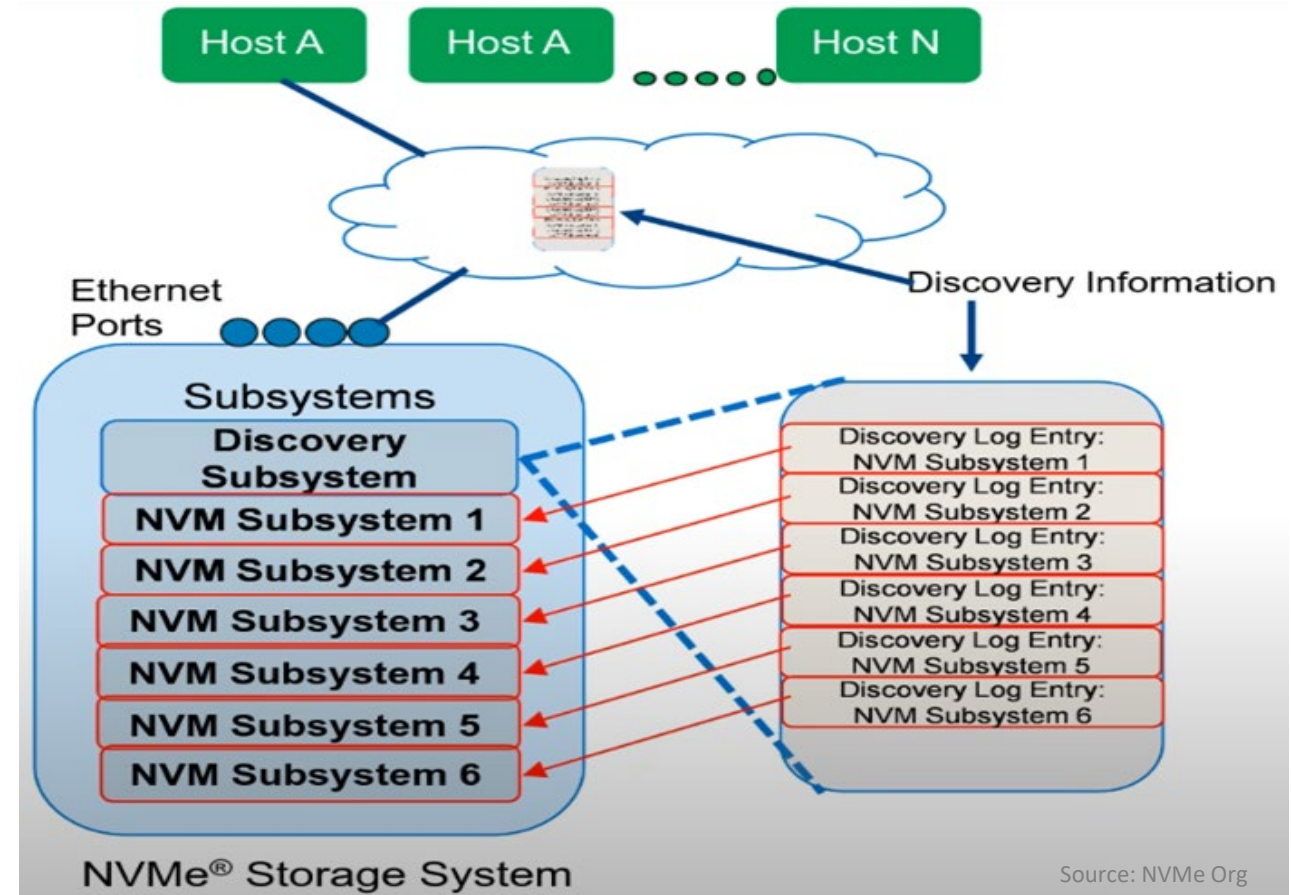 Host A
Host A
Host N
Discovery Information
Ethernet
Ports
Subsystems
Discovery
Subsystem
NVM Subsystem 1
NVM Subsystem 2
NVM Subsystem 3
NVM Subsystem 4
NVM Subsystem 5
NVM Subsystem 6
Discovery Log Entry:
NVM Subsystem 1
Discovery Log Entry:
NVM Subsystem 2
Discovery Log Entry:
NVM Subsystem 3
Discovery Log Entry:
NVM Subsystem 4
Discovery Log Entry:
NVM Subsystem 5
Discovery Log Entry:
NVM Subsystem 6
NVMe® Storage System
Source: NVMe Org